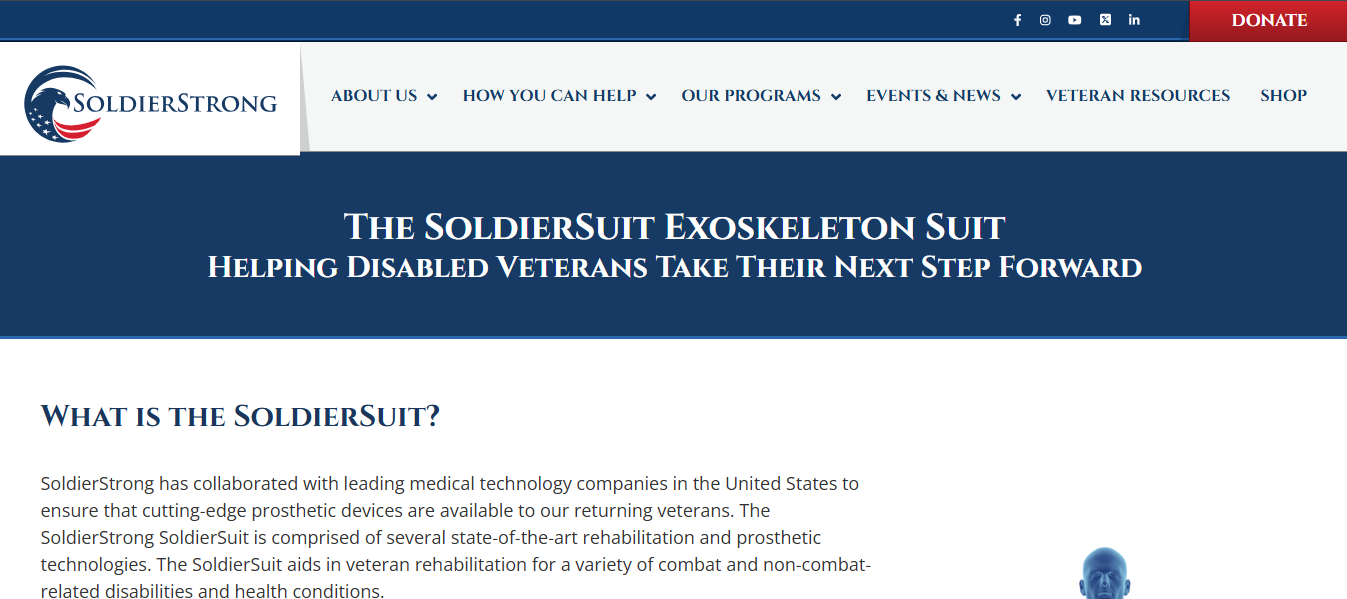 DONATE
SOLDIERSTRONG
ABOUT US
HOW YOU CAN HELP
OUR PROGRAMS
EVENTS & NEWS
VETERAN RESOURCES
SHOP
The SoldierSuit Exoskeleton Suit
Helping Disabled Veterans Take Their Next Step Forward
What is the SoldierSuit?
SoldierStrong has collaborated with leading medical technology companies in the United States to
ensure that cutting-edge prosthetic devices are available to our returning veterans. The
SoldierStrong SoldierSuit is comprised of several state-of-the-art rehabilitation and prosthetic
technologies. The SoldierSuit aids in veteran rehabilitation for a variety of combat and non-combat-
related disabilities and health conditions.